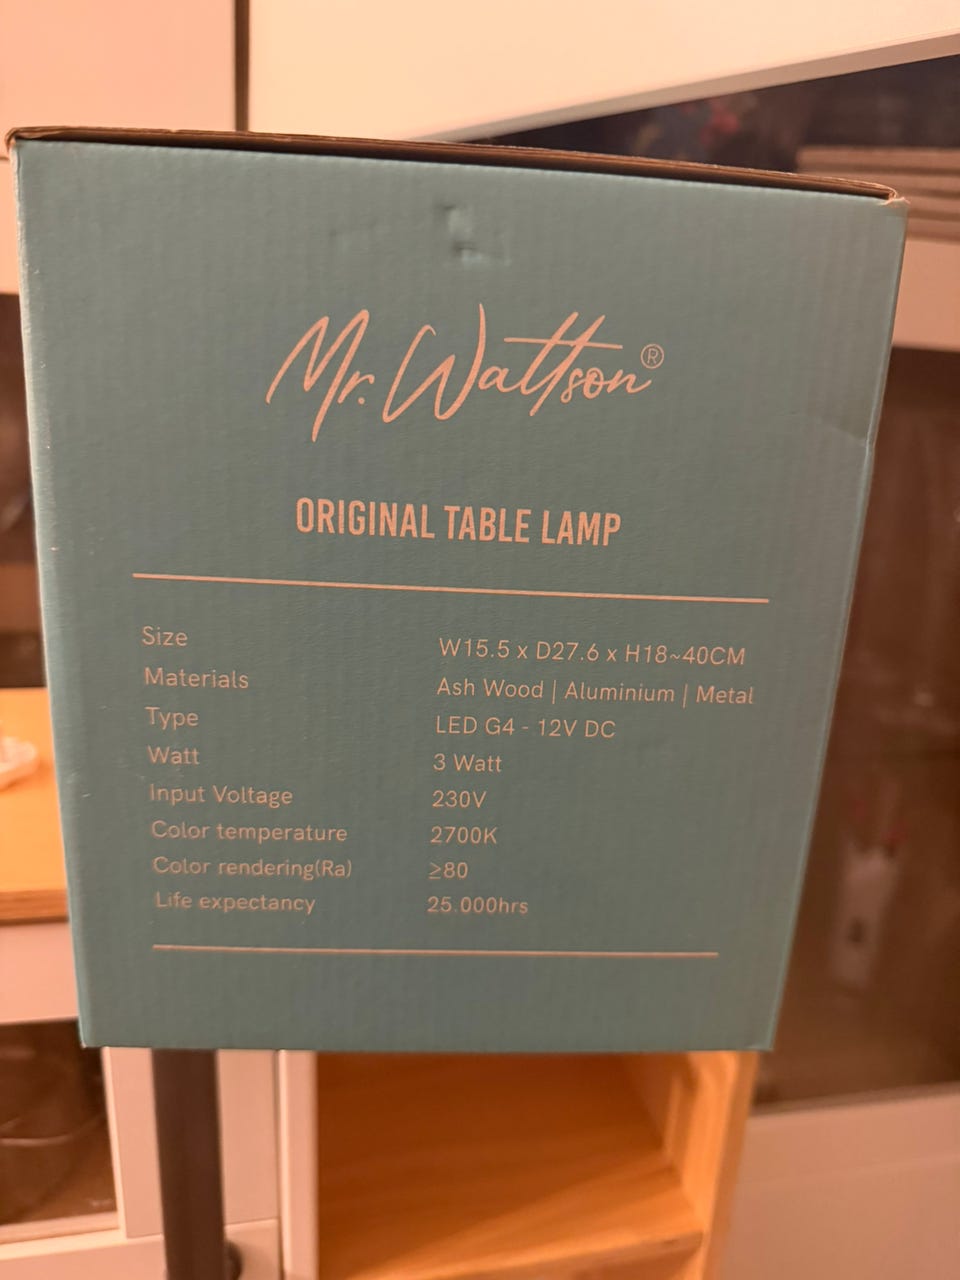 Mr. Wattson®
ORIGINAL TABLE LAMP
Size W15.5 x D27.6 x H18~40CM
Materials Ash Wood | Aluminium | Metal
Type LED G4 - 12V DC
Watt 3 Watt
Input Voltage 230V
Color temperature 2700K
Color rendering(Ra) ≥80
Life expectancy 25.000hrs